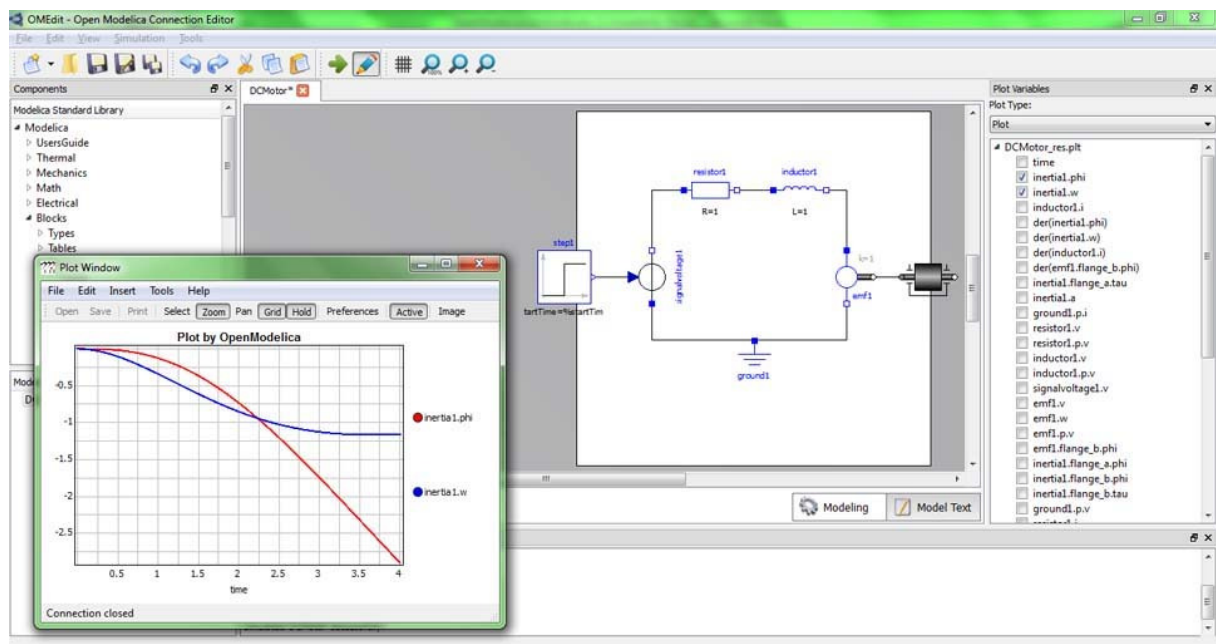 OMEdit - Open Modelica Connection Editor
File Edit View Simulation Tools
Components
DCMotor*
Plot Variables
Modelica Standard Library
Plot Type:
Plot
Modelica
UsersGuide
Thermal
Mechanics
Math
Electrical
Blocks
Types
Tables
DCMotor_res.plt
time
inertia1.phi
inertia1.w
inductor1.i
der(inertia1.phi)
der(inertia1.w)
der(inductor1.i)
der(emf1.flange_b.phi)
inertia1.flange_a.tau
inertia1.a
ground1.p.i
resistor1.v
resistor1.p.v
inductor1.v
inductor1.p.v
signalvoltage1.v
emf1.v
emf1.w
emf1.p.v
emf1.flange_b.phi
inertia1.flange_a.phi
inertia1.flange_b.phi
inertia1.flange_b.tau
ground1.p.v
resistor1.i
resistor1
inductor1
R=1
L=1
step1
signalvoltage1
k=1
emf1
tartTime=%startTim
ground1
Modeling
Model Text
Plot Window
File Edit Insert Tools Help
Open Save Print Select Zoom Pan Grid Hold Preferences Active Image
Plot by OpenModelica
-0.5
-1
-1.5
-2
-2.5
0.5 1 1.5 2 2.5 3 3.5 4
time
inertia1.phi
inertia1.w
Connection closed